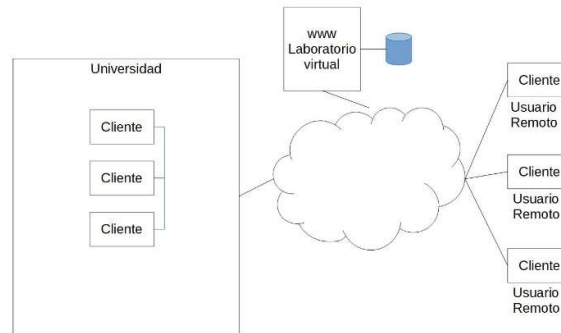 www
Laboratorio
virtual
Universidad
Cliente
Cliente
Cliente
Cliente
Usuario
Remoto
Cliente
Usuario
Remoto
Cliente
Usuario
Remoto